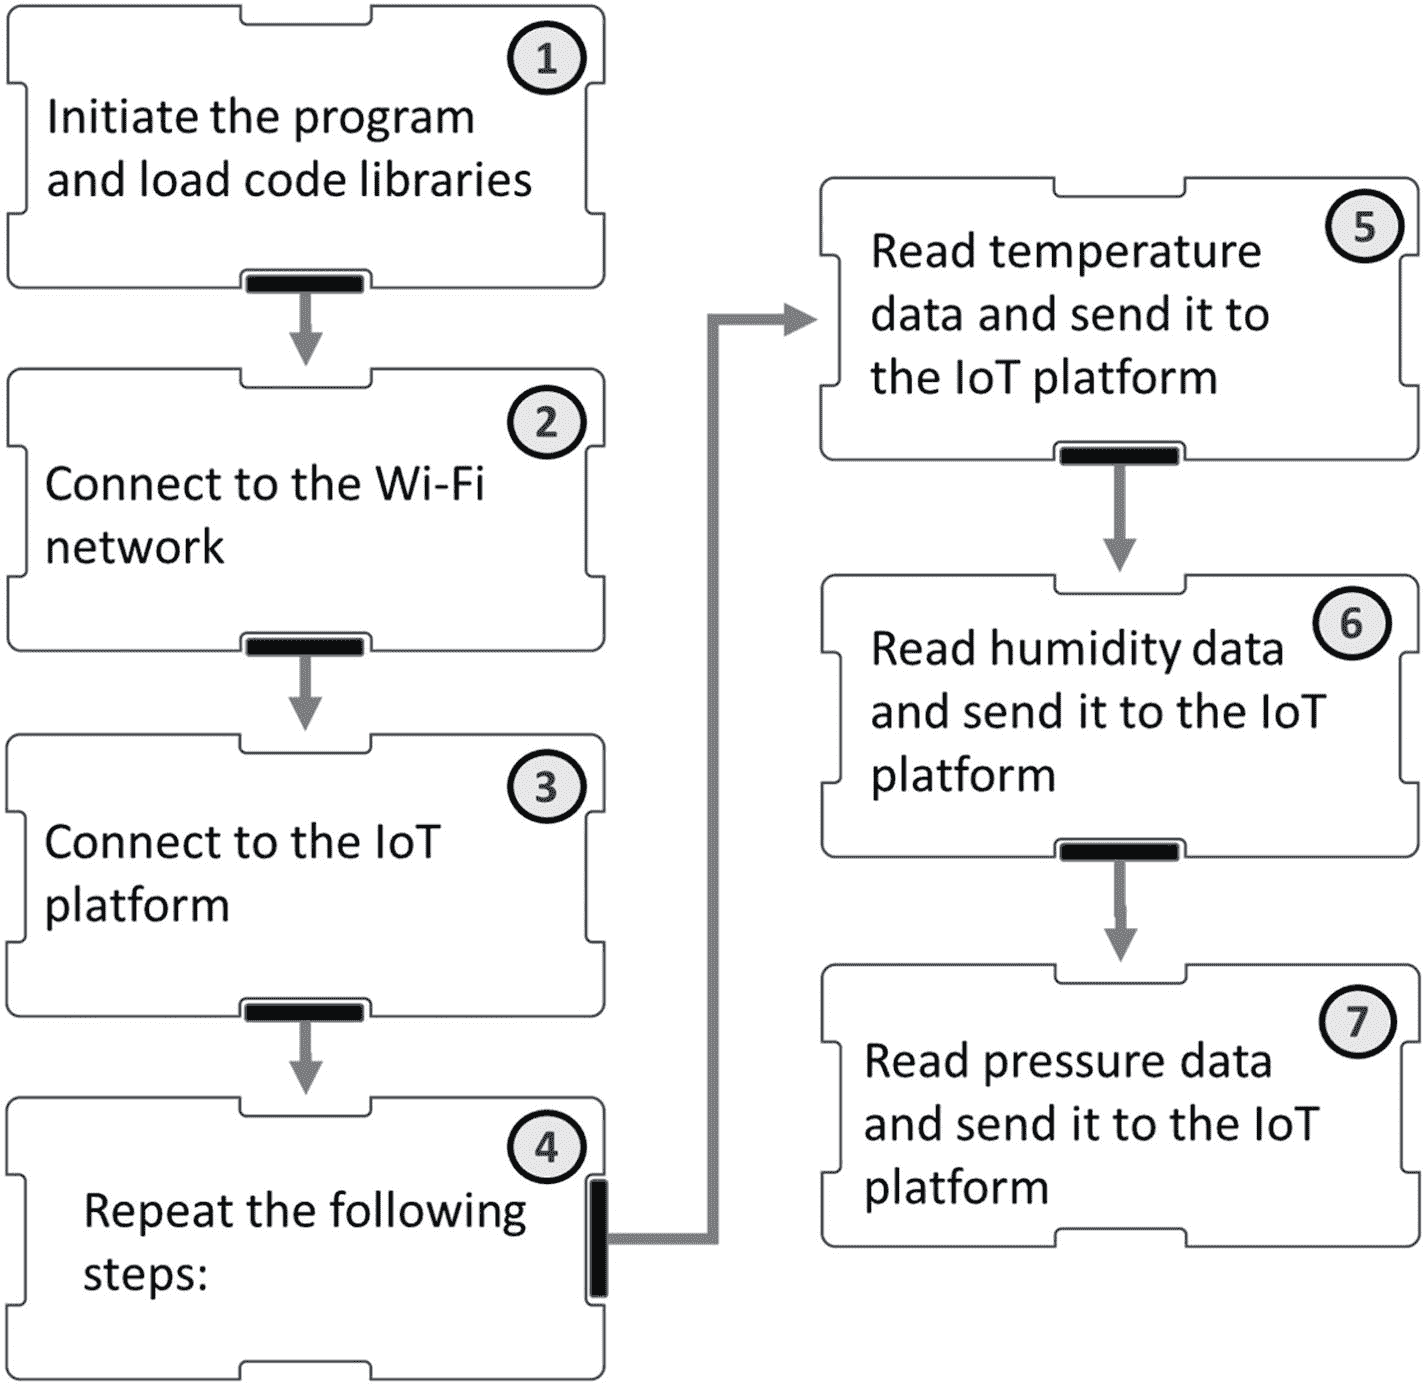 1
Initiate the program
and load code libraries
2
Connect to the Wi-Fi
network
3
Connect to the IoT
platform
4
Repeat the following
steps:
5
Read temperature
data and send it to
the IoT platform
6
Read humidity data
and send it to the IoT
platform
7
Read pressure data
and send it to the IoT
platform